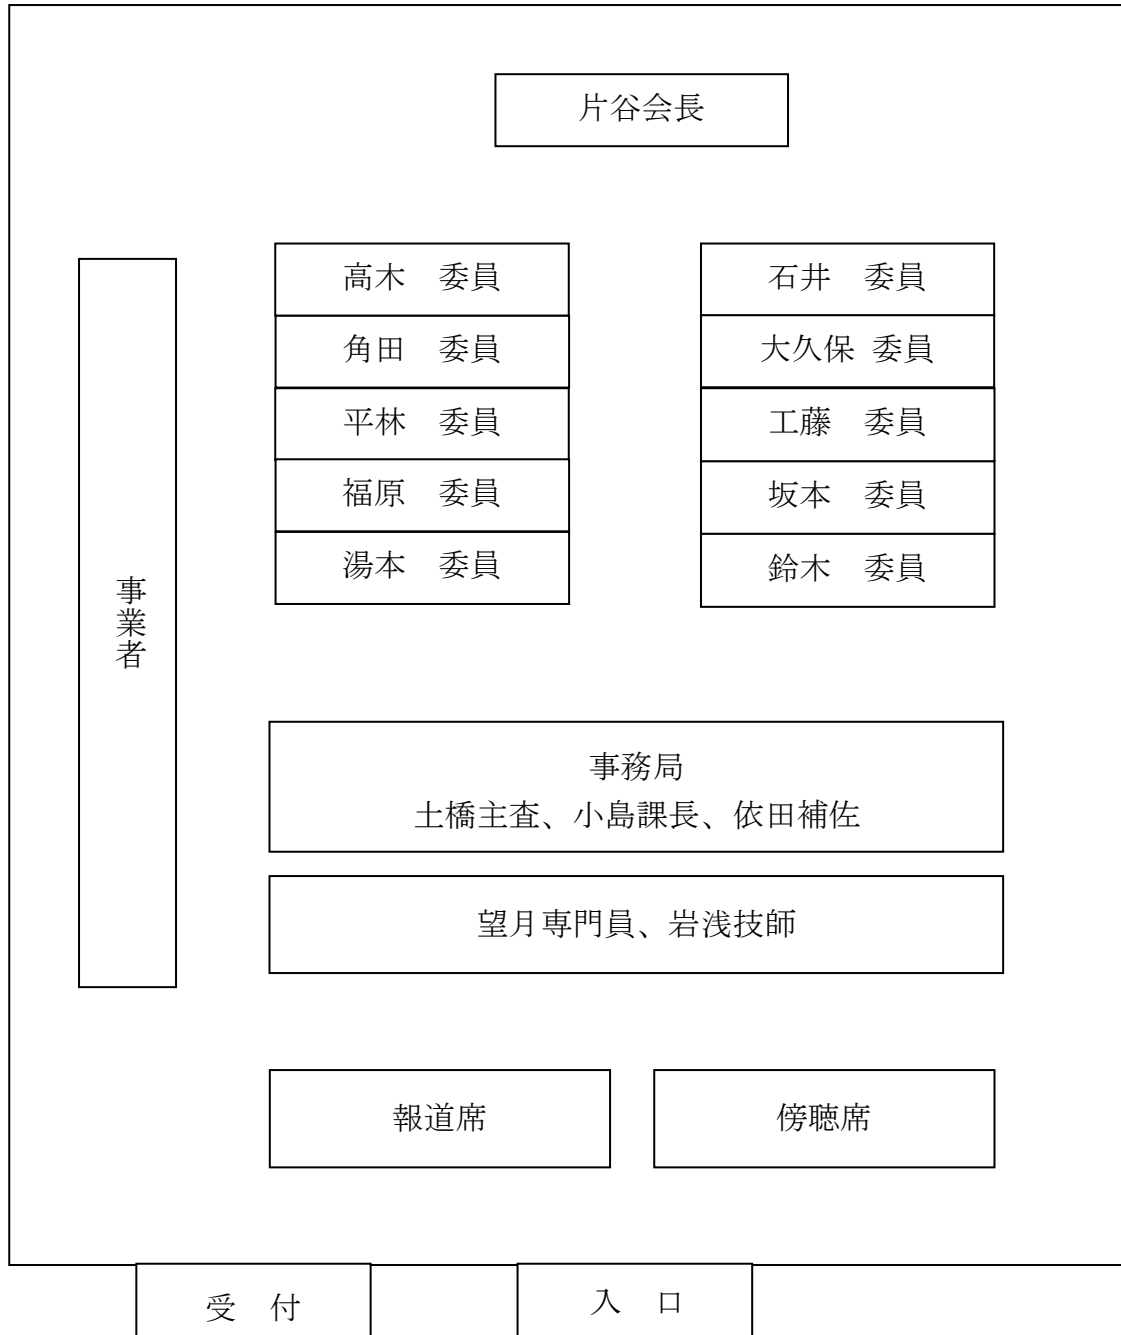 片谷会長
高木　委員
石井　委員
角田　委員
大久保 委員
平林　委員
工藤　委員
福原　委員
坂本　委員
湯本　委員
鈴木　委員
事業者
事務局
土橋主査、小島課長、依田補佐
望月専門員、岩浅技師
報道席
傍聴席
受　付
入　口